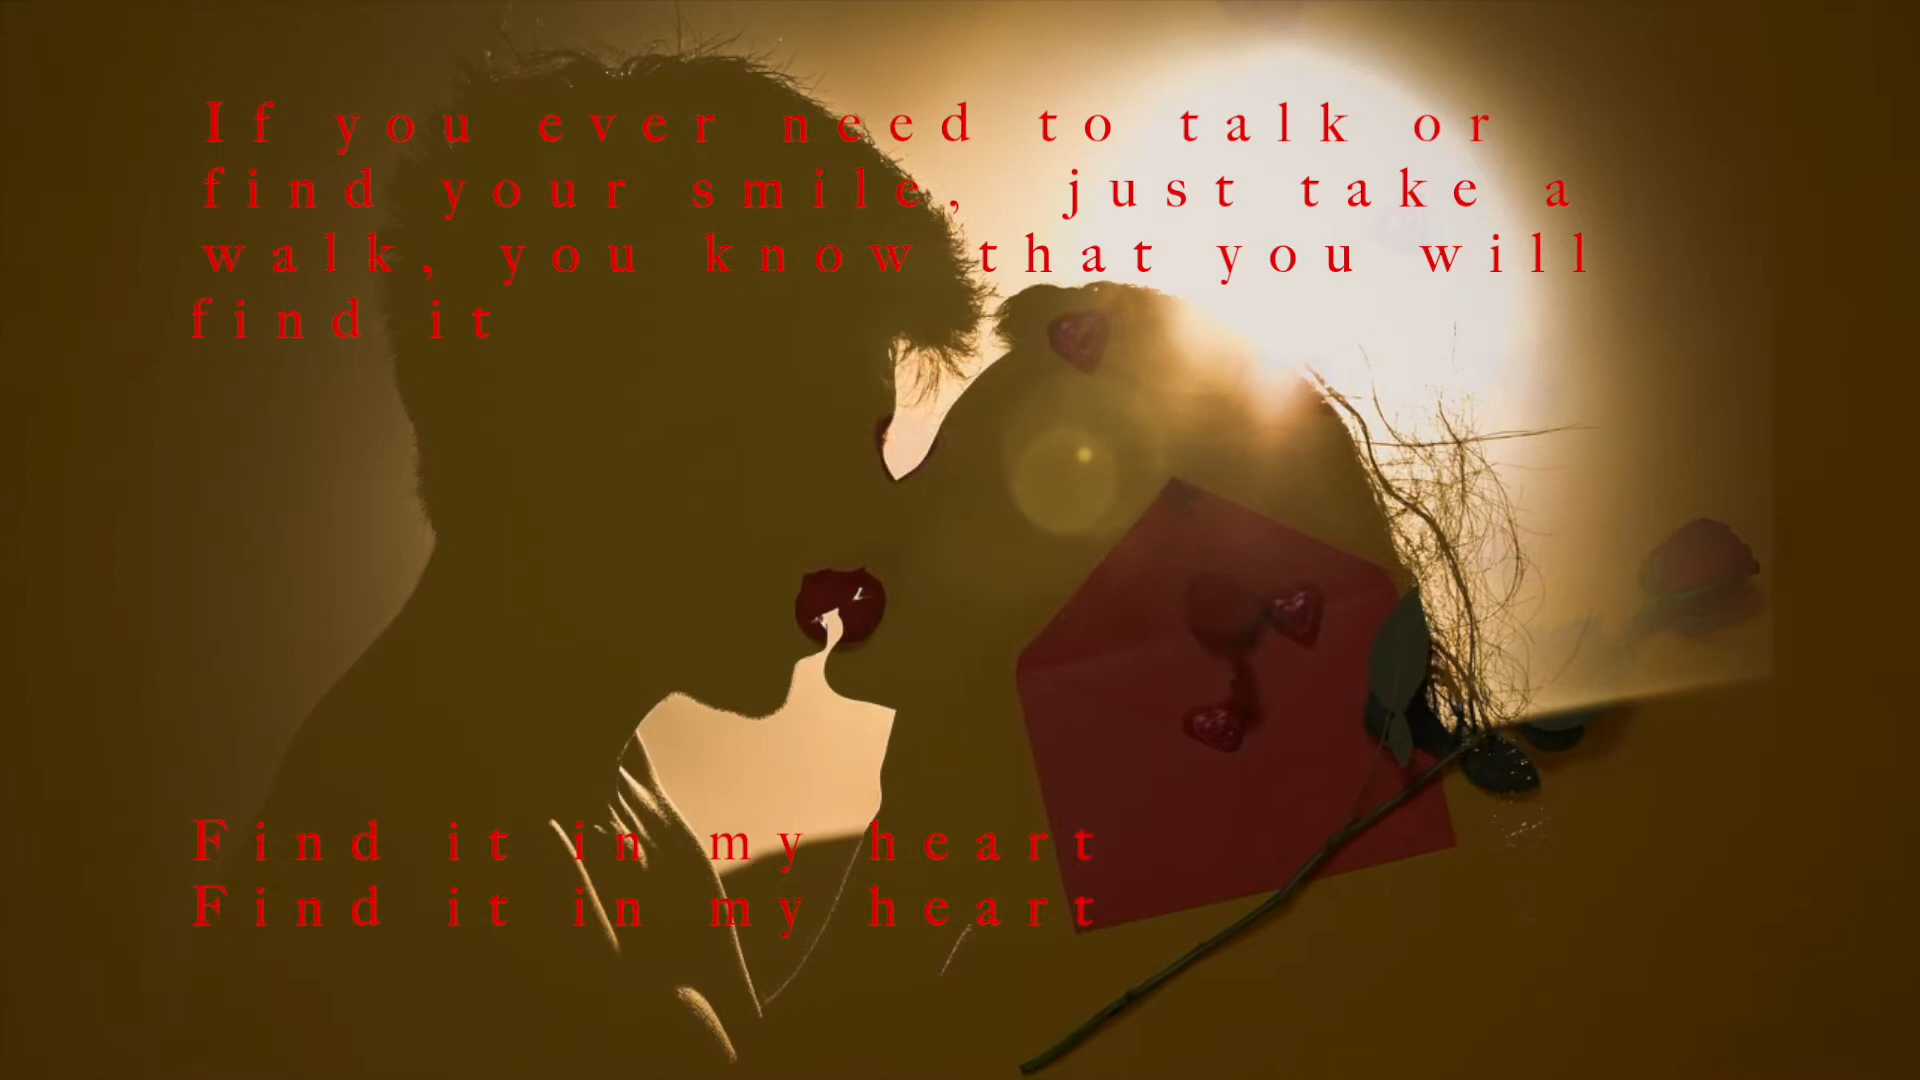 If you ever need to talk or
find your smile, just take a
walk, you know that you will
find it
Find it in my heart
Find it in my heart